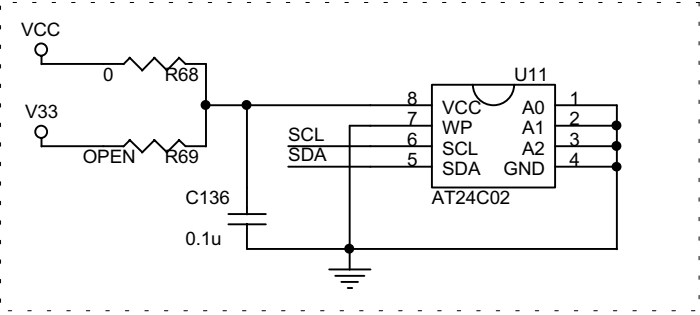 VCC
0 R68
V33
OPEN R69
C136
0.1u
SCL
SDA
U11
8 VCC A0 1
7 WP A1 2
6 SCL A2 3
5 SDA GND 4
AT24C02